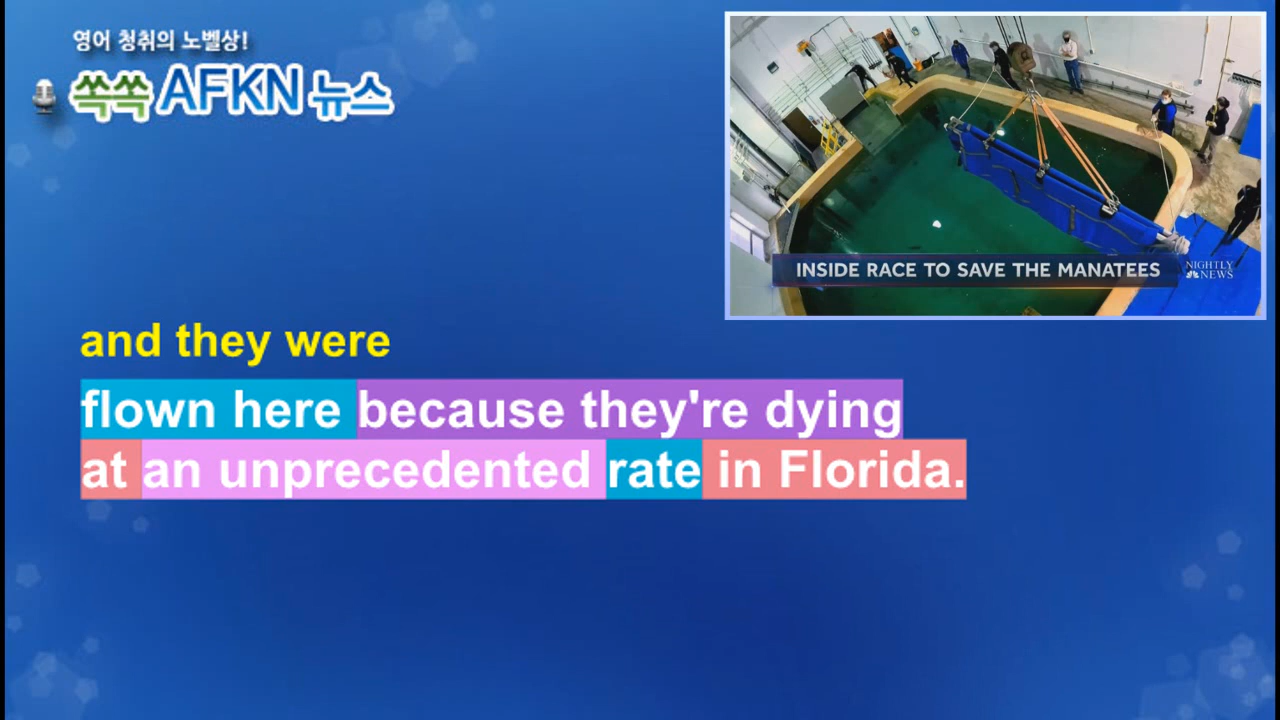 영어 청취의 노벨상!
쏙쏙 AFKN 뉴스
INSIDE RACE TO SAVE THE MANATEES
NIGHTLY
NEWS
and they were
flown here because they're dying
at an unprecedented rate in Florida.